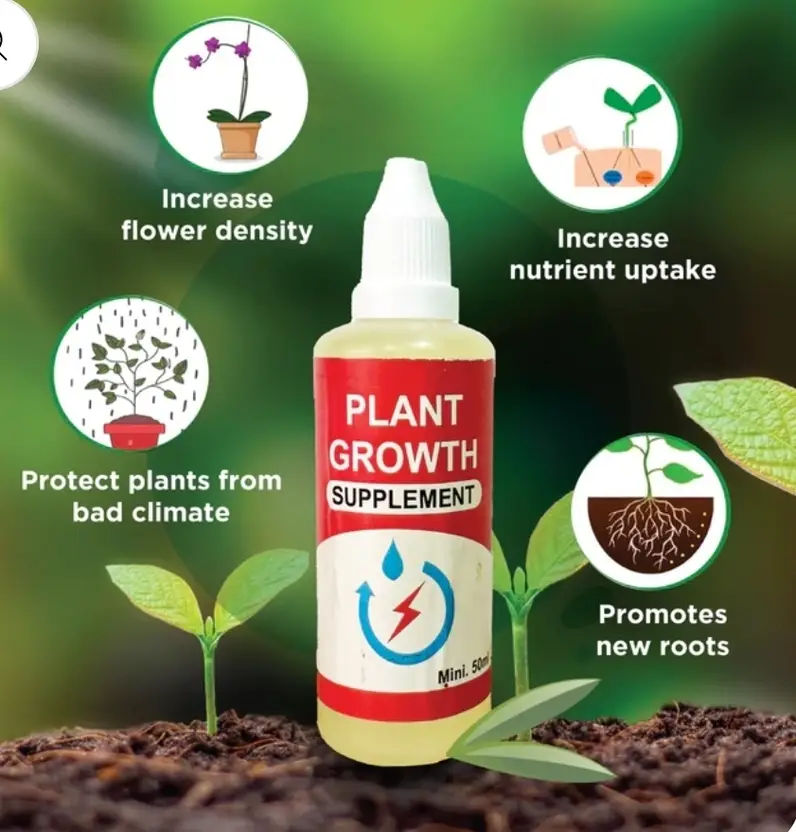 Increase
flower density
Increase
nutrient uptake
PLANT
GROWTH
SUPPLEMENT
Protect plants from
bad climate
Promotes
new roots
Mini. 50ml